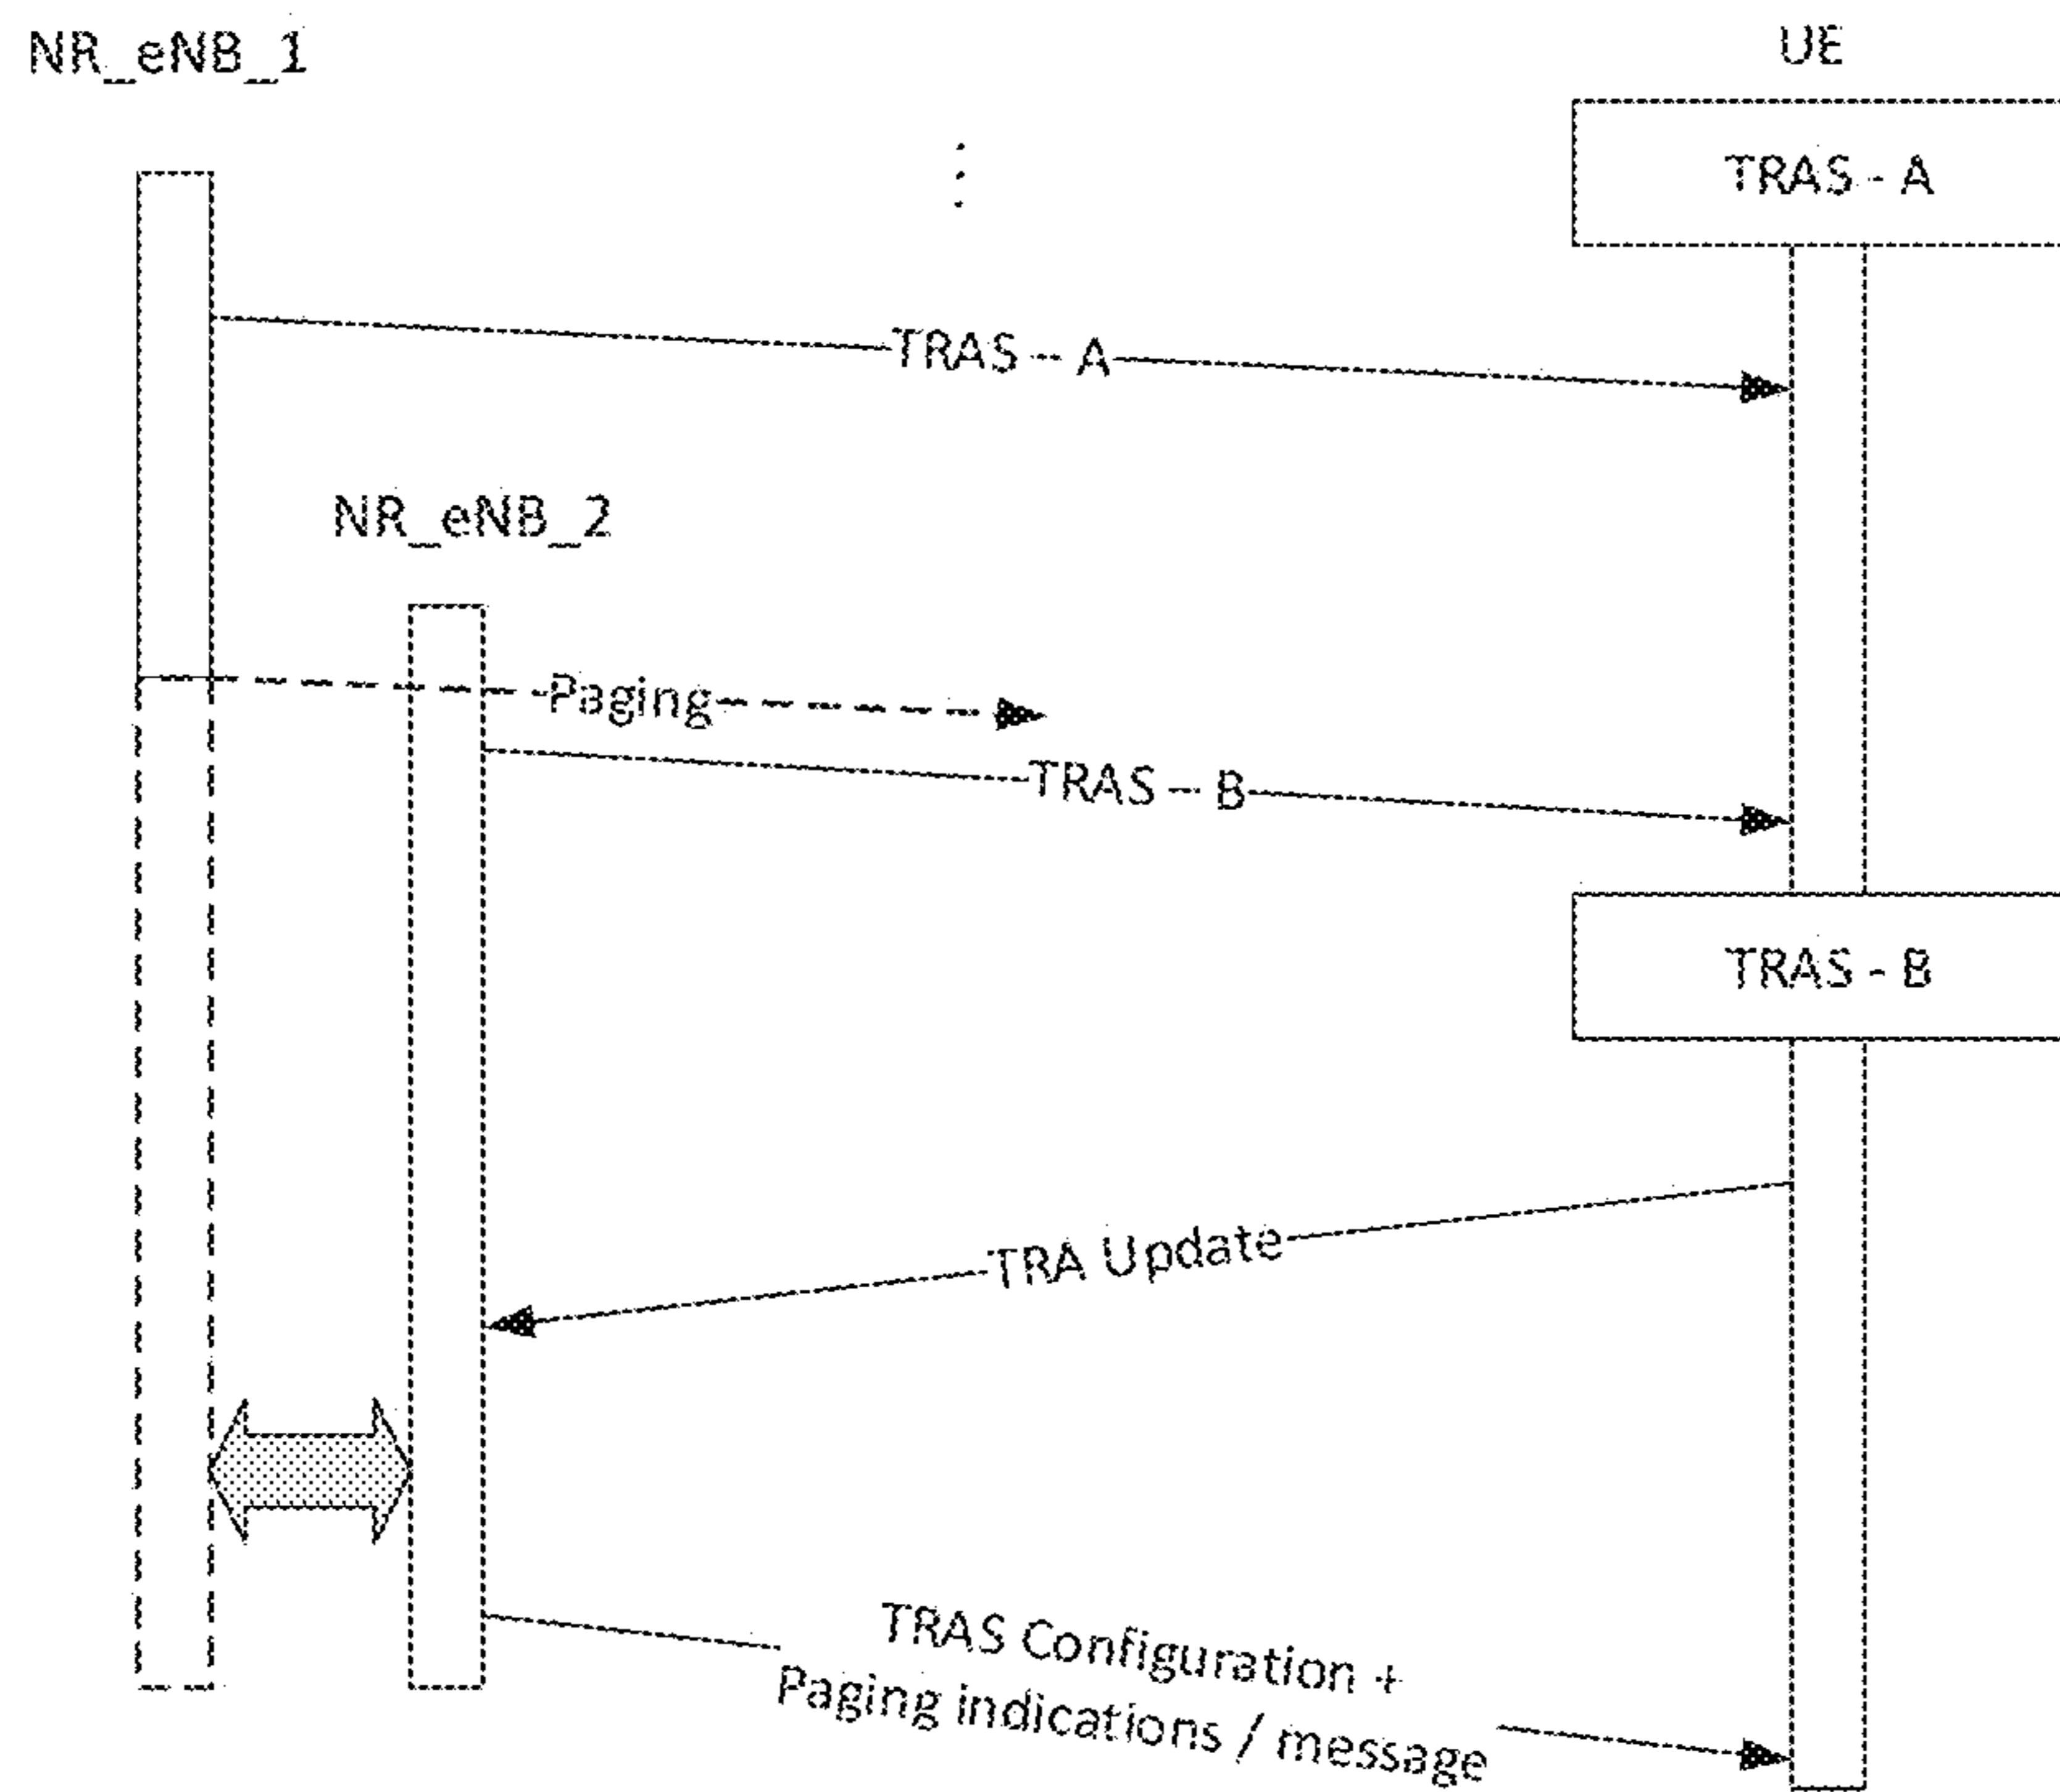 NR_eNB_1
UE
TRAS - A
TRAS -- A
NR_eNB_2
Paging
TRAS -- B
TRAS - B
TRA Update
TRAS Configuration +
Paging indications / message